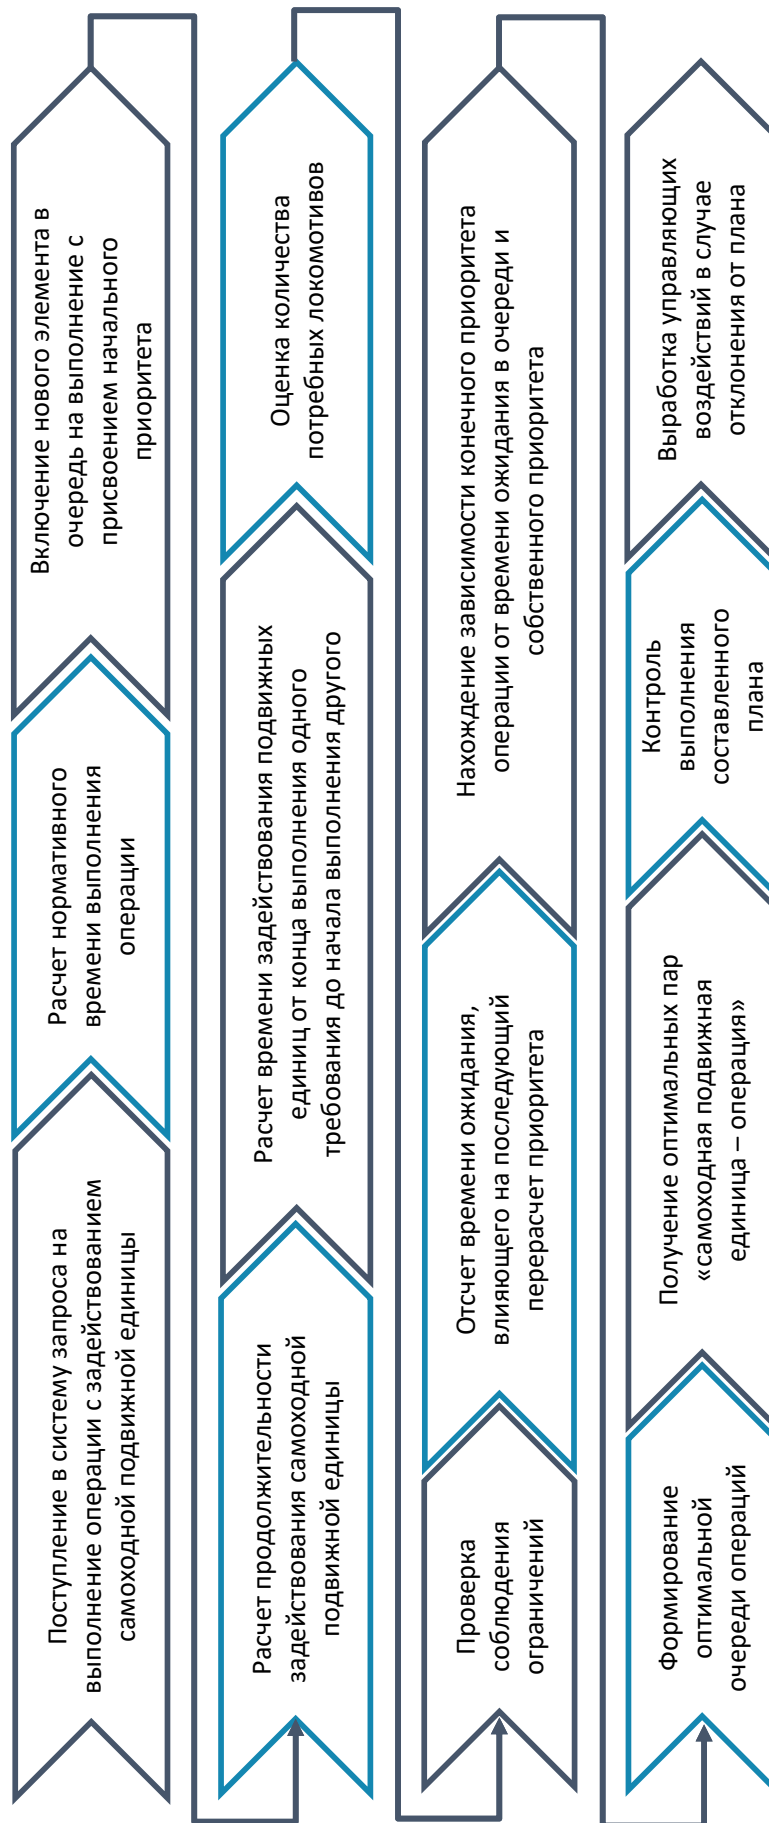 Поступление в систему запроса на
выполнение операции с задействованием
самоходной подвижной единицы
Расчет нормативного
времени выполнения
операции
Включение нового элемента в
очередь на выполнение с
присвоением начального
приоритета
Расчет продолжительности
задействования самоходной
подвижной единицы
Расчет времени задействования подвижных
единиц от конца выполнения одного
требования до начала выполнения другого
Оценка количества
потребных локомотивов
Проверка
соблюдения
ограничений
Отсчет времени ожидания,
влияющего на последующий
перерасчет приоритета
Нахождение зависимости конечного приоритета
операции от времени ожидания в очереди и
собственного приоритета
Формирование
оптимальной
очереди операций
Получение оптимальных пар
«самоходная подвижная
единица – операция»
Контроль
выполнения
составленного
плана
Выработка управляющих
воздействий в случае
отклонения от плана